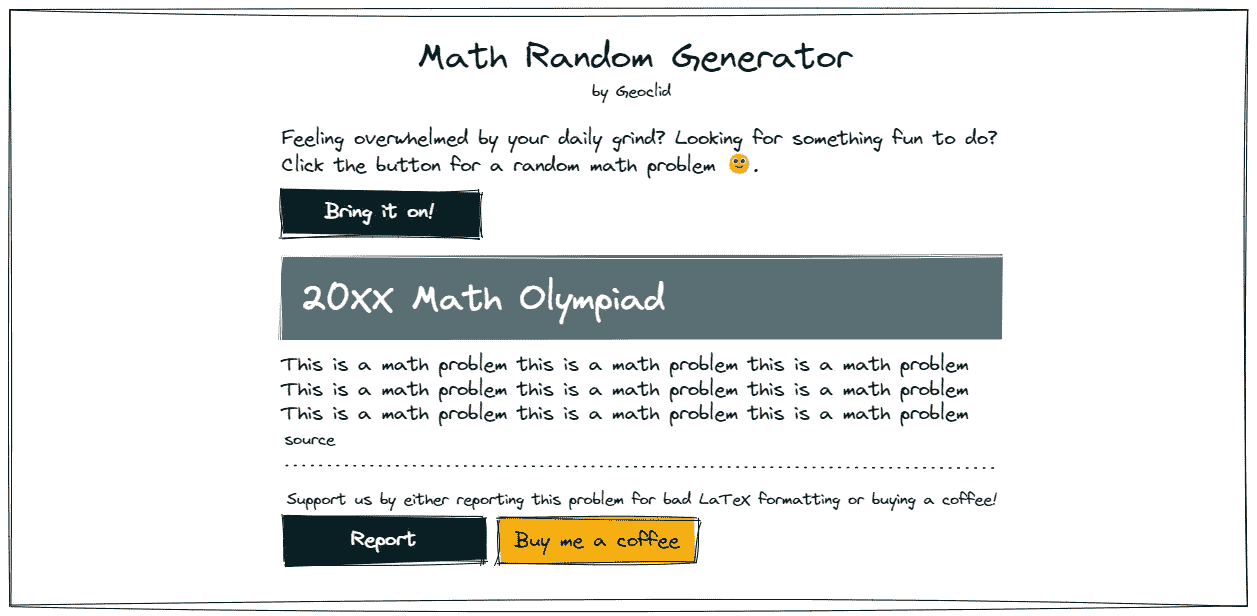 Math Random Generator
by Geoclid
Feeling overwhelmed by your daily grind? Looking for something fun to do?
Click the button for a random math problem 🙂.
Bring it on!
20XX Math Olympiad
This is a math problem this is a math problem this is a math problem
This is a math problem this is a math problem this is a math problem
This is a math problem this is a math problem this is a math problem
source
Support us by either reporting this problem for bad LaTeX formatting or buying a coffee!
Report
Buy me a coffee